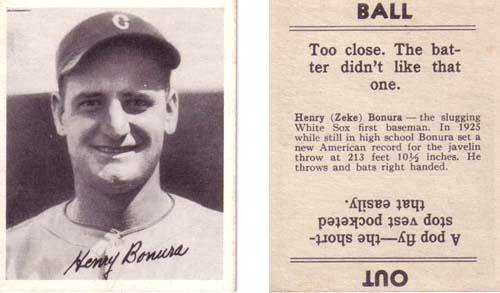 G
Henry Bonura
BALL
Too close. The bat-
ter didn't like that
one.
Henry (Zeke) Bonura — the slugging
White Sox first baseman. In 1925
while still in high school Bonura set a
new American record for the javelin
throw at 213 feet 10½ inches. He
throws and bats right handed.
OUT
A pop fly—the short-
stop vest pocketed
that easily.